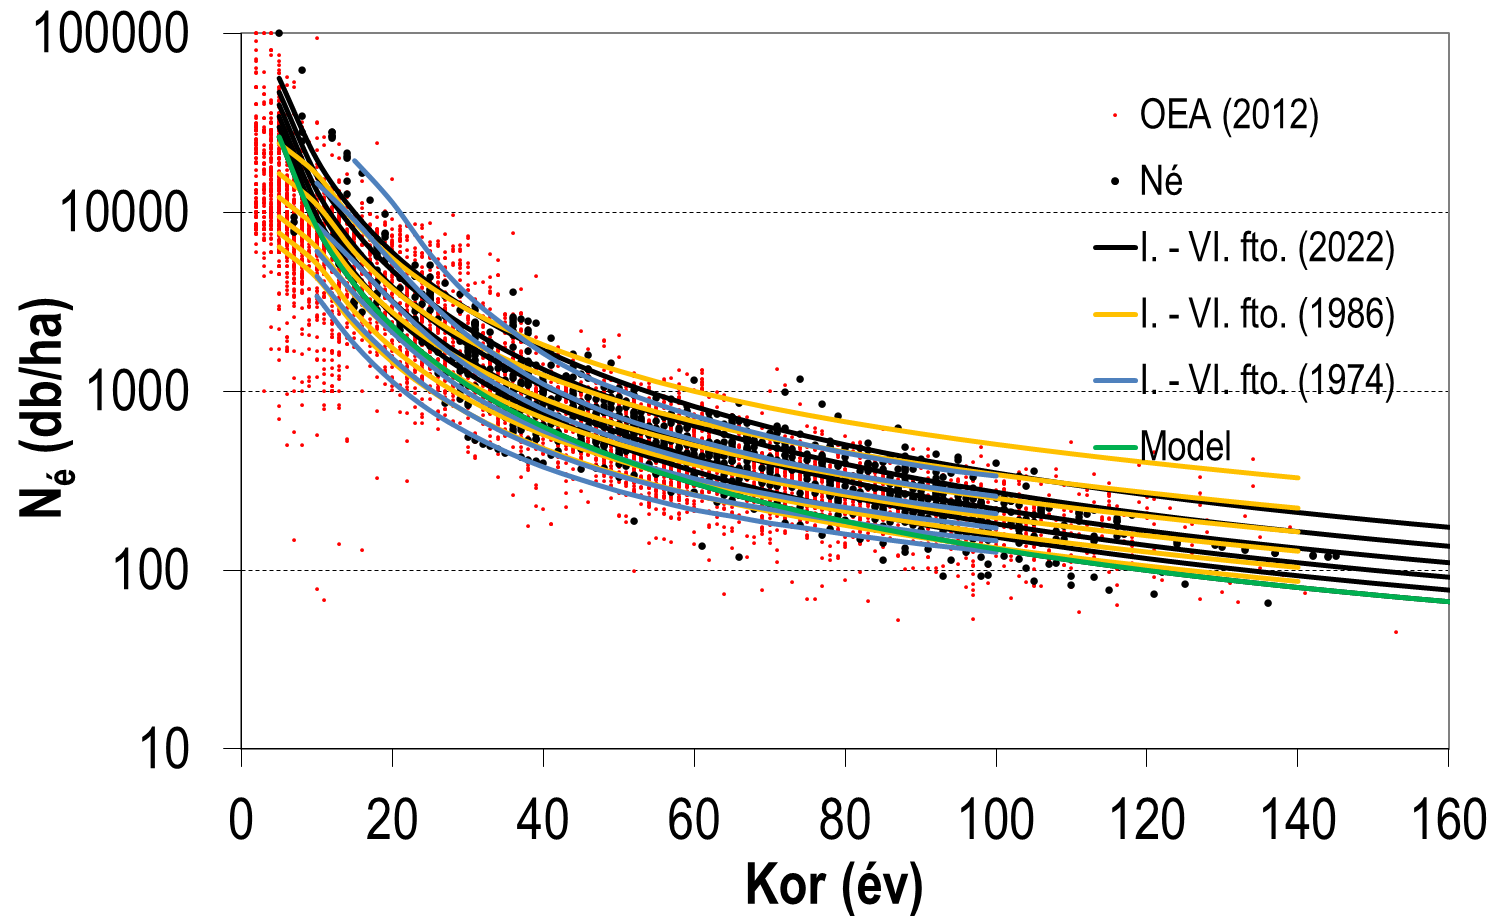 100000
10000
1000
100
10
Né (db/ha)
OEA (2012)
Né
I. - VI. fto. (2022)
I. - VI. fto. (1986)
I. - VI. fto. (1974)
Model
0 20 40 60 80 100 120 140 160
Kor (év)